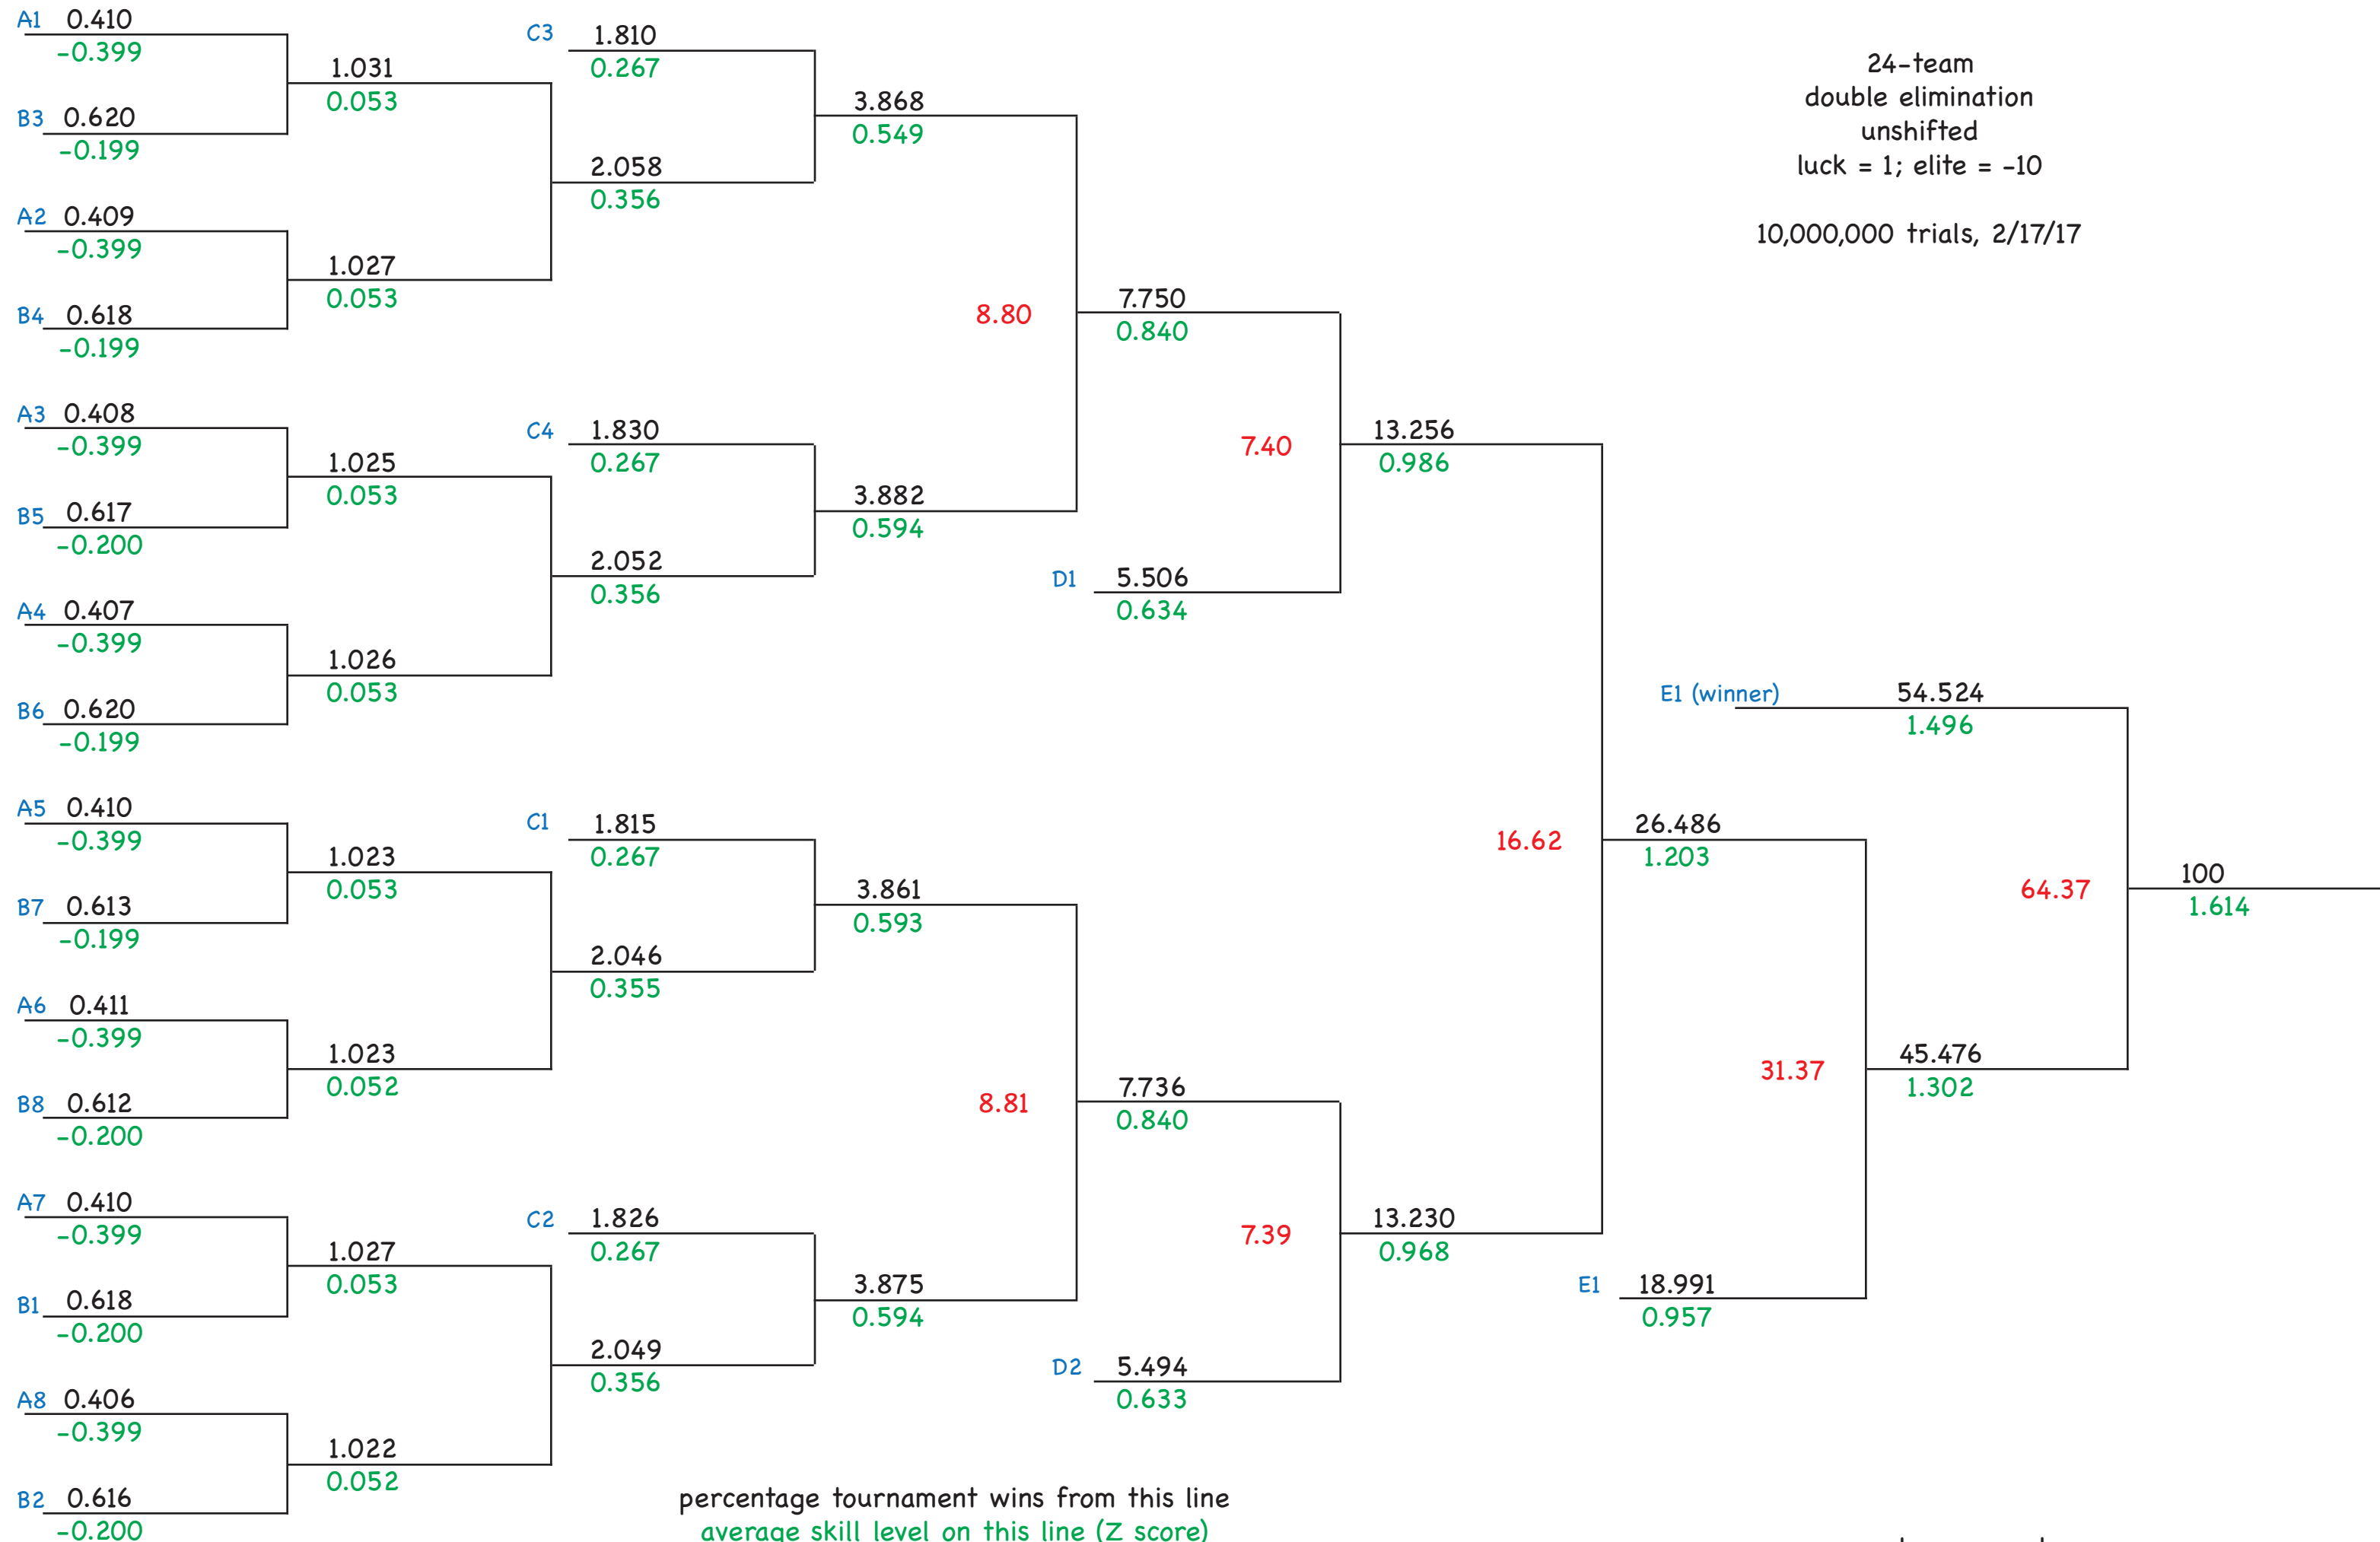 A1 0.410
-0.399
B3 0.620
-0.199
A2 0.409
-0.399
B4 0.618
-0.199
A3 0.408
-0.399
B5 0.617
-0.200
A4 0.407
-0.399
B6 0.620
-0.199
A5 0.410
-0.399
B7 0.613
-0.199
A6 0.411
-0.399
B8 0.612
-0.200
A7 0.410
-0.399
B1 0.618
-0.200
A8 0.406
-0.399
B2 0.616
-0.200
1.031
0.053
1.027
0.053
1.025
0.053
1.026
0.053
1.023
0.053
1.023
0.052
1.027
0.053
1.022
0.052
C3 1.810
0.267
2.058
0.356
C4 1.830
0.267
2.052
0.356
C1 1.815
0.267
2.046
0.355
C2 1.826
0.267
2.049
0.356
3.868
0.549
3.882
0.594
3.861
0.593
3.875
0.594
8.80
8.81
7.750
0.840
D1 5.506
0.634
7.736
0.840
D2 5.494
0.633
7.40
7.39
13.256
0.986
13.230
0.968
16.62
26.486
1.203
E1 18.991
0.957
31.37
E1 (winner) 54.524
1.496
45.476
1.302
64.37
100
1.614
24-team
double elimination
unshifted
luck = 1; elite = -10
10,000,000 trials, 2/17/17
percentage tournament wins from this line
average skill level on this line (Z score)